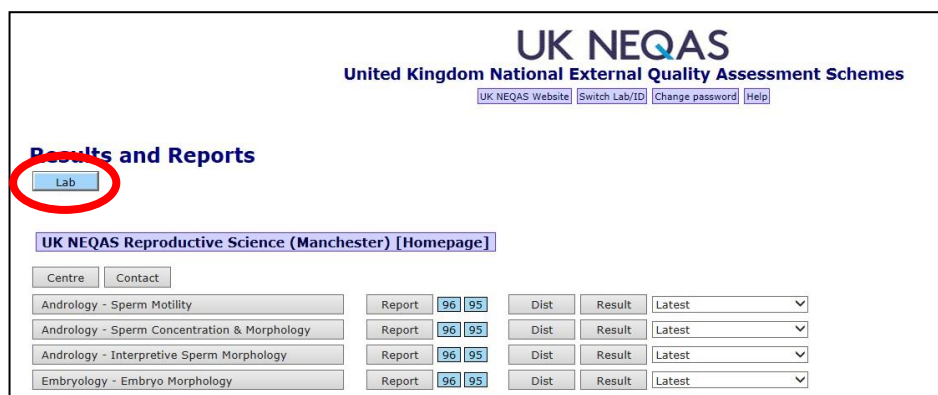 UK NEQAS
United Kingdom National External Quality Assessment Schemes
UK NEQAS Website Switch Lab/ID Change password Help
Results and Reports
Lab
UK NEQAS Reproductive Science (Manchester) [Homepage]
Centre Contact
Andrology - Sperm Motility Report 96 95 Dist Result Latest
Andrology - Sperm Concentration & Morphology Report 96 95 Dist Result Latest
Andrology - Interpretive Sperm Morphology Report 96 95 Dist Result Latest
Embryology - Embryo Morphology Report 96 95 Dist Result Latest